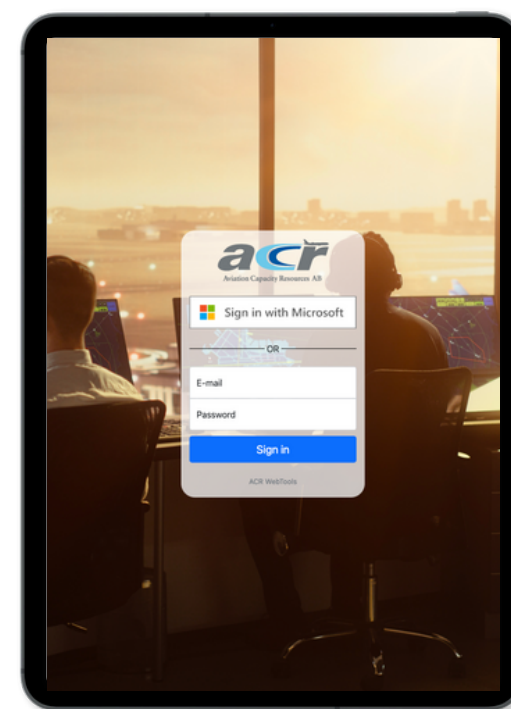 acr
Aviation Capacity Resources AB
Sign in with Microsoft
OR
E-mail
Password
Sign in
ACR WebTools